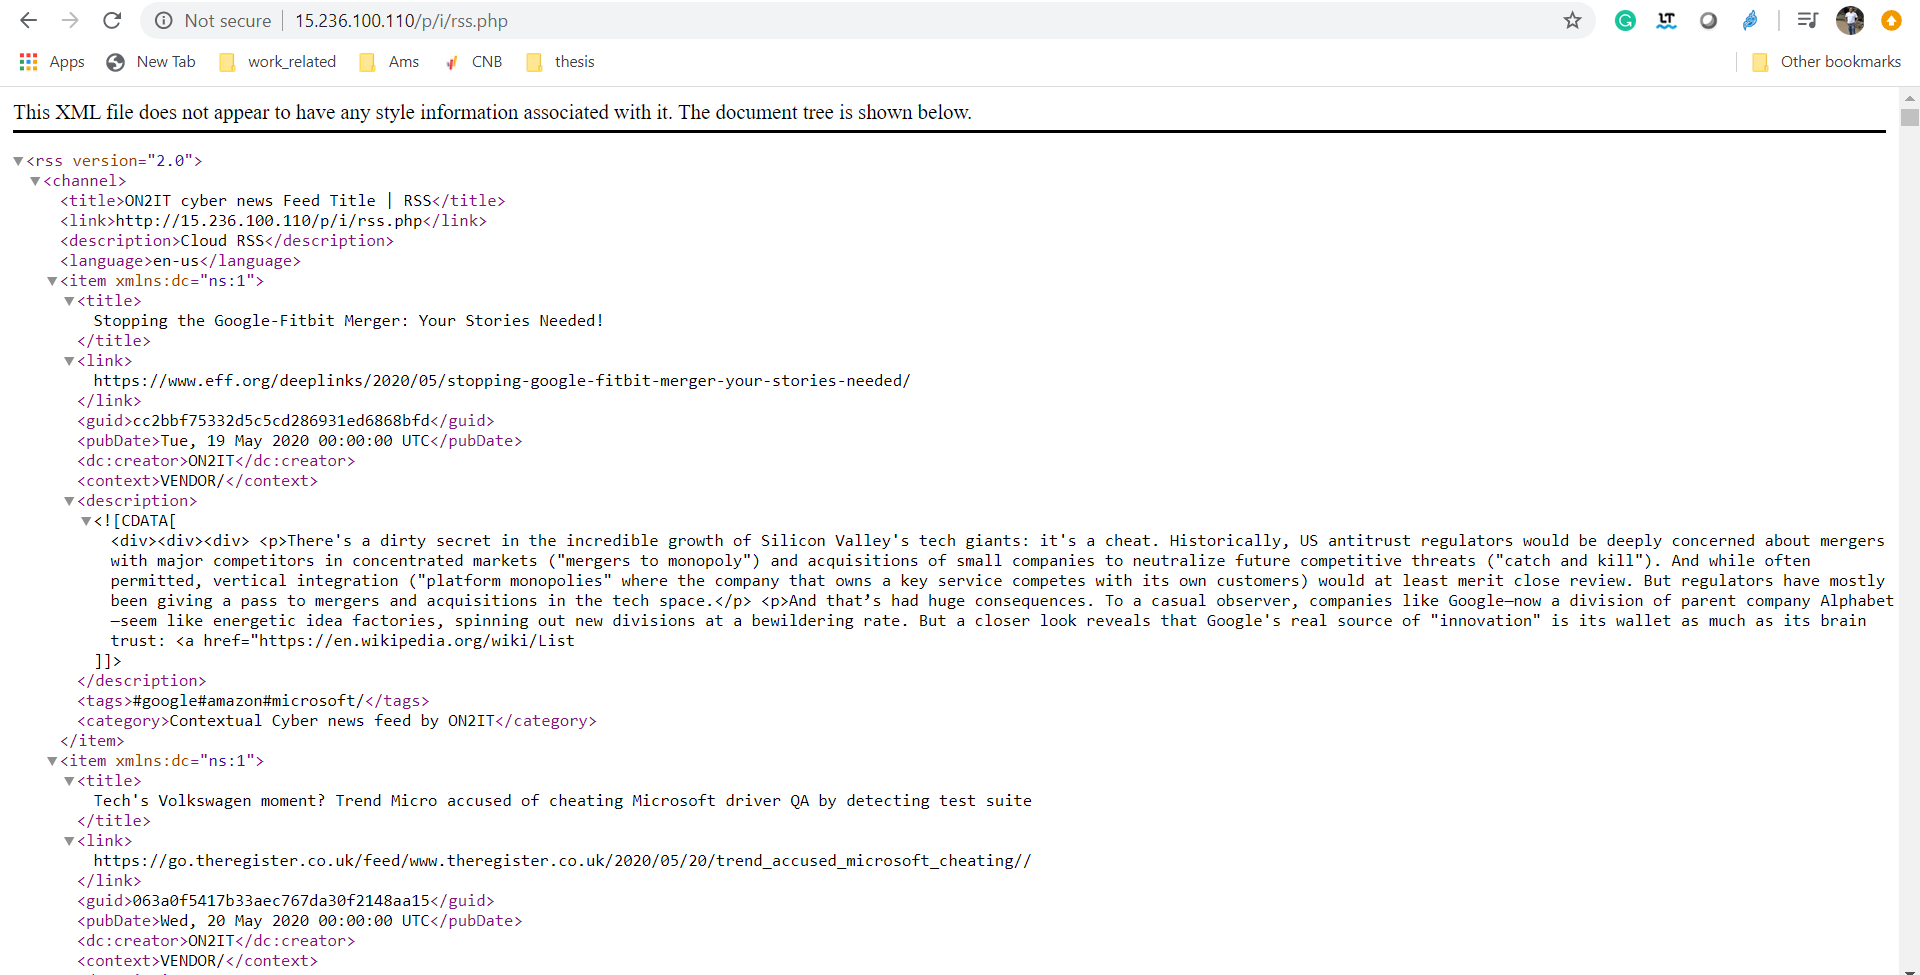 Not secure 15.236.100.110/p/i/rss.php
Apps New Tab work_related Ams CNB thesis Other bookmarks
This XML file does not appear to have any style information associated with it. The document tree is shown below.
▼<rss version="2.0">
▼<channel>
<title>ON2IT cyber news Feed Title | RSS</title>
<link>http://15.236.100.110/p/i/rss.php</link>
<description>Cloud RSS</description>
<language>en-us</language>
▼<item xmlns:dc="ns:1">
▼<title>
Stopping the Google-Fitbit Merger: Your Stories Needed!
</title>
▼<link>
https://www.eff.org/deeplinks/2020/05/stopping-google-fitbit-merger-your-stories-needed/
</link>
<guid>cc2bbf75332d5c5cd286931ed6868bfd</guid>
<pubDate>Tue, 19 May 2020 00:00:00 UTC</pubDate>
<dc:creator>ON2IT</dc:creator>
<context>VENDOR/</context>
▼<description>
▼<![CDATA[
<div><div><div> <p>There's a dirty secret in the incredible growth of Silicon Valley's tech giants: it's a cheat. Historically, US antitrust regulators would be deeply concerned about mergers
with major competitors in concentrated markets ("mergers to monopoly") and acquisitions of small companies to neutralize future competitive threats ("catch and kill"). And while often
permitted, vertical integration ("platform monopolies" where the company that owns a key service competes with its own customers) would at least merit close review. But regulators have mostly
been giving a pass to mergers and acquisitions in the tech space.</p> <p>And that’s had huge consequences. To a casual observer, companies like Google—now a division of parent company Alphabet
—seem like energetic idea factories, spinning out new divisions at a bewildering rate. But a closer look reveals that Google's real source of "innovation" is its wallet as much as its brain
trust: <a href="https://en.wikipedia.org/wiki/List
]]>
</description>
<tags>#google#amazon#microsoft/</tags>
<category>Contextual Cyber news feed by ON2IT</category>
</item>
▼<item xmlns:dc="ns:1">
▼<title>
Tech's Volkswagen moment? Trend Micro accused of cheating Microsoft driver QA by detecting test suite
</title>
▼<link>
https://go.theregister.co.uk/feed/www.theregister.co.uk/2020/05/20/trend_accused_microsoft_cheating//
</link>
<guid>063a0f5417b33aec767da30f2148aa15</guid>
<pubDate>Wed, 20 May 2020 00:00:00 UTC</pubDate>
<dc:creator>ON2IT</dc:creator>
<context>VENDOR/</context>